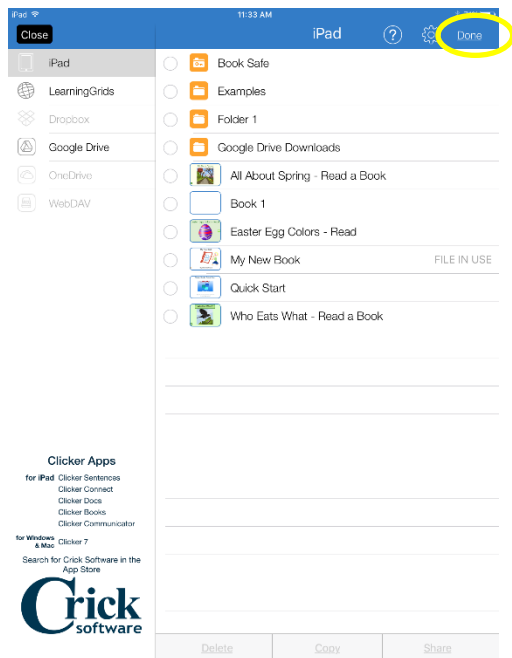 iPad
11:33 AM
Close
iPad
?
Done
iPad
LearningGrids
Dropbox
Google Drive
OneDrive
WebDAV
Book Safe
Examples
Folder 1
Google Drive Downloads
All About Spring - Read a Book
Book 1
Easter Egg Colors - Read
My New Book FILE IN USE
Quick Start
Who Eats What - Read a Book
Clicker Apps
for iPad Clicker Sentences
Clicker Connect
Clicker Docs
Clicker Books
Clicker Communicator
for Windows
& Mac Clicker 7
Search for Crick Software in the
App Store
Crick
software
Delete Copy Share